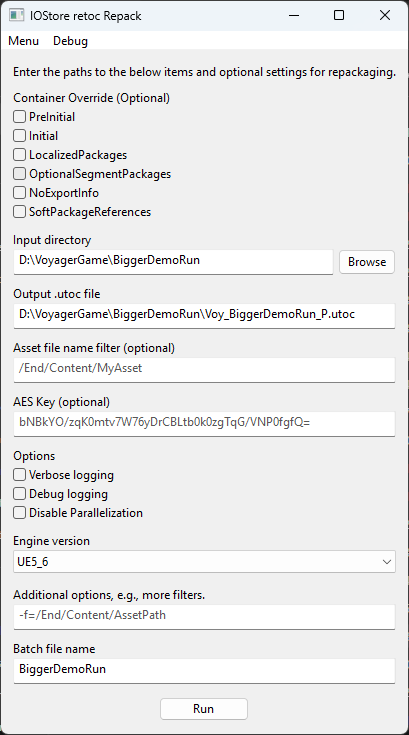 IOStore retoc Repack
Menu Debug
Enter the paths to the below items and optional settings for repackaging.
Container Override (Optional)
PreInitial
Initial
LocalizedPackages
OptionalSegmentPackages
NoExportInfo
SoftPackageReferences
Input directory
D:\VoyagerGame\BiggerDemoRun Browse
Output .utoc file
D:\VoyagerGame\BiggerDemoRun\Voy_BiggerDemoRun_P.utoc
Asset file name filter (optional)
/End/Content/MyAsset
AES Key (optional)
bNBkYO/zqK0mtv7W76yDrCBLtb0k0zgTqG/VNP0fgfQ=
Options
Verbose logging
Debug logging
Disable Parallelization
Engine version
UE5_6
Additional options, e.g., more filters.
-f=/End/Content/AssetPath
Batch file name
BiggerDemoRun
Run